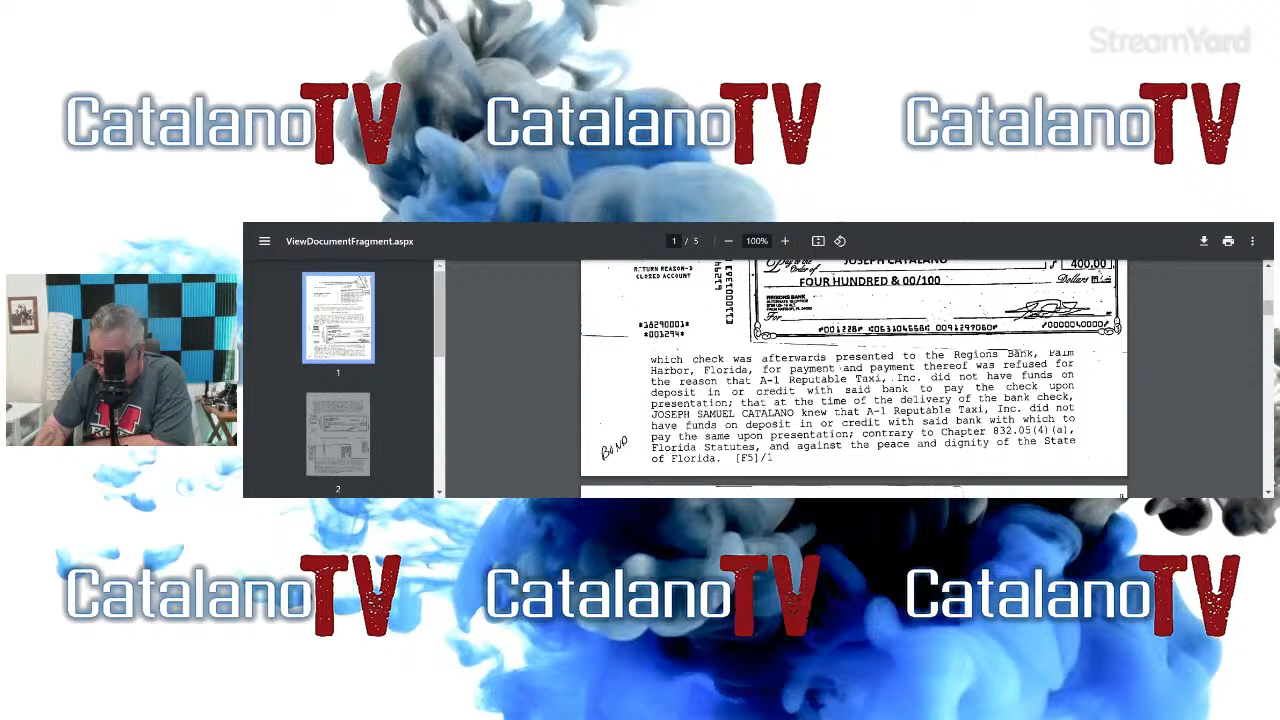 StreamYard
CatalanoTV CatalanoTV CatalanoTV
ViewDocumentFragment.aspx
1 / 5
100%
RETURN REASON-3
CLOSED ACCOUNT
Order of JOSEPH CATALANO 400.00
FOUR HUNDRED & 00/100 Dollars
REGIONS BANK
For
*18290001*
*001294*
which check was afterwards presented to the Regions Bank, Palm
Harbor, Florida, for payment and payment thereof was refused for
the reason that A-1 Reputable Taxi, Inc. did not have funds on
deposit in or credit with said bank to pay the check upon
presentation; that at the time of the delivery of the bank check,
JOSEPH SAMUEL CATALANO knew that A-1 Reputable Taxi, Inc. did not
have funds on deposit in or credit with said bank with which to
pay the same upon presentation; contrary to Chapter 832.05(4)(a),
Florida Statutes, and against the peace and dignity of the State
of Florida. [F5]/1
1
2
CatalanoTV CatalanoTV CatalanoTV